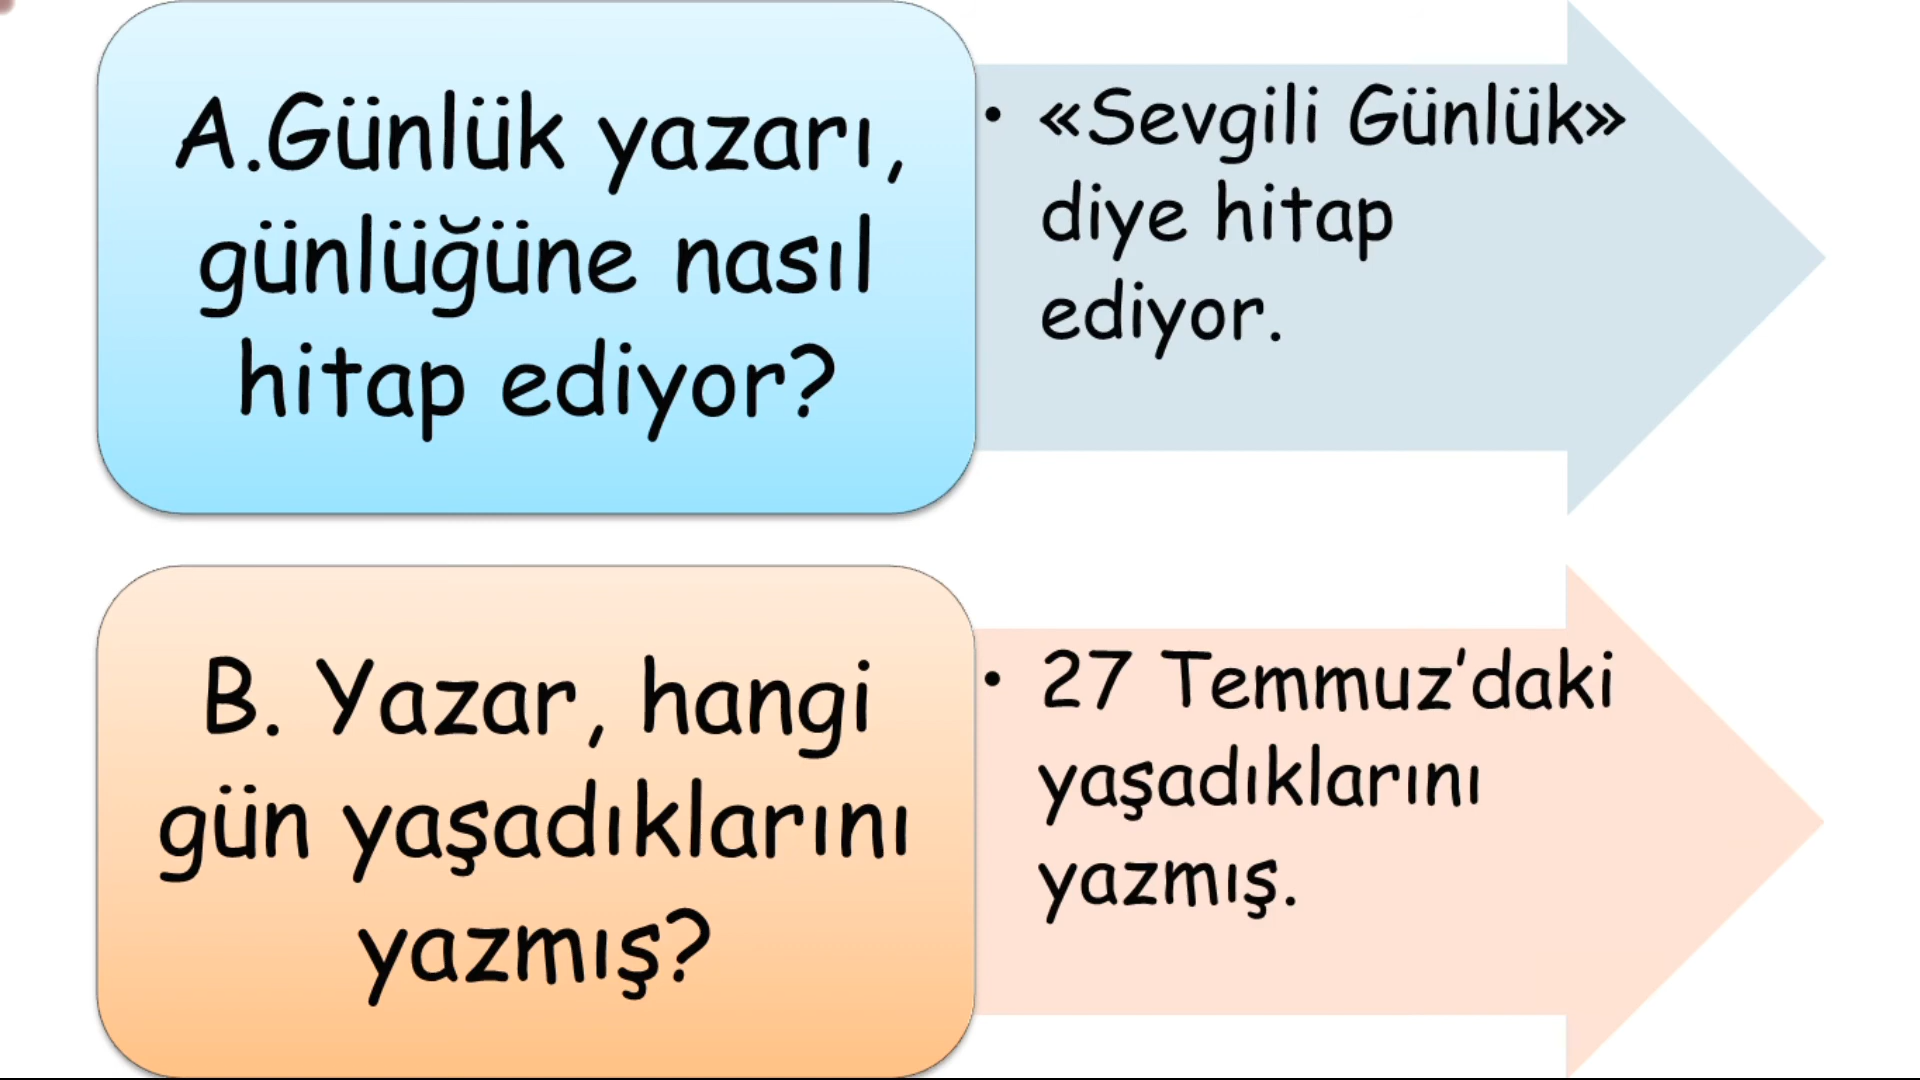 A.Günlük yazarı,
günlüğüne nasıl
hitap ediyor?
• «Sevgili Günlük»
diye hitap
ediyor.
B. Yazar, hangi
gün yaşadıklarını
yazmış?
• 27 Temmuz’daki
yaşadıklarını
yazmış.